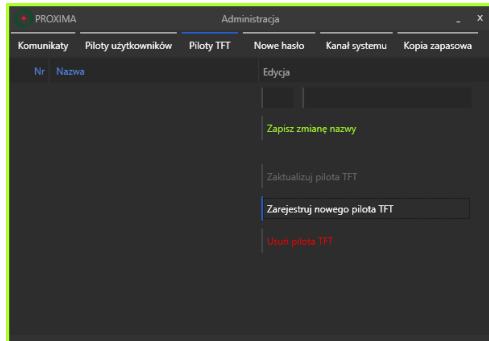 PROXIMA Administracja _ x
Komunikaty Piloty użytkowników Piloty TFT Nowe hasło Kanał systemu Kopia zapasowa
Nr Nazwa Edycja
Zapisz zmianę nazwy
Zaktualizuj pilota TFT
Zarejestruj nowego pilota TFT
Usuń pilota TFT